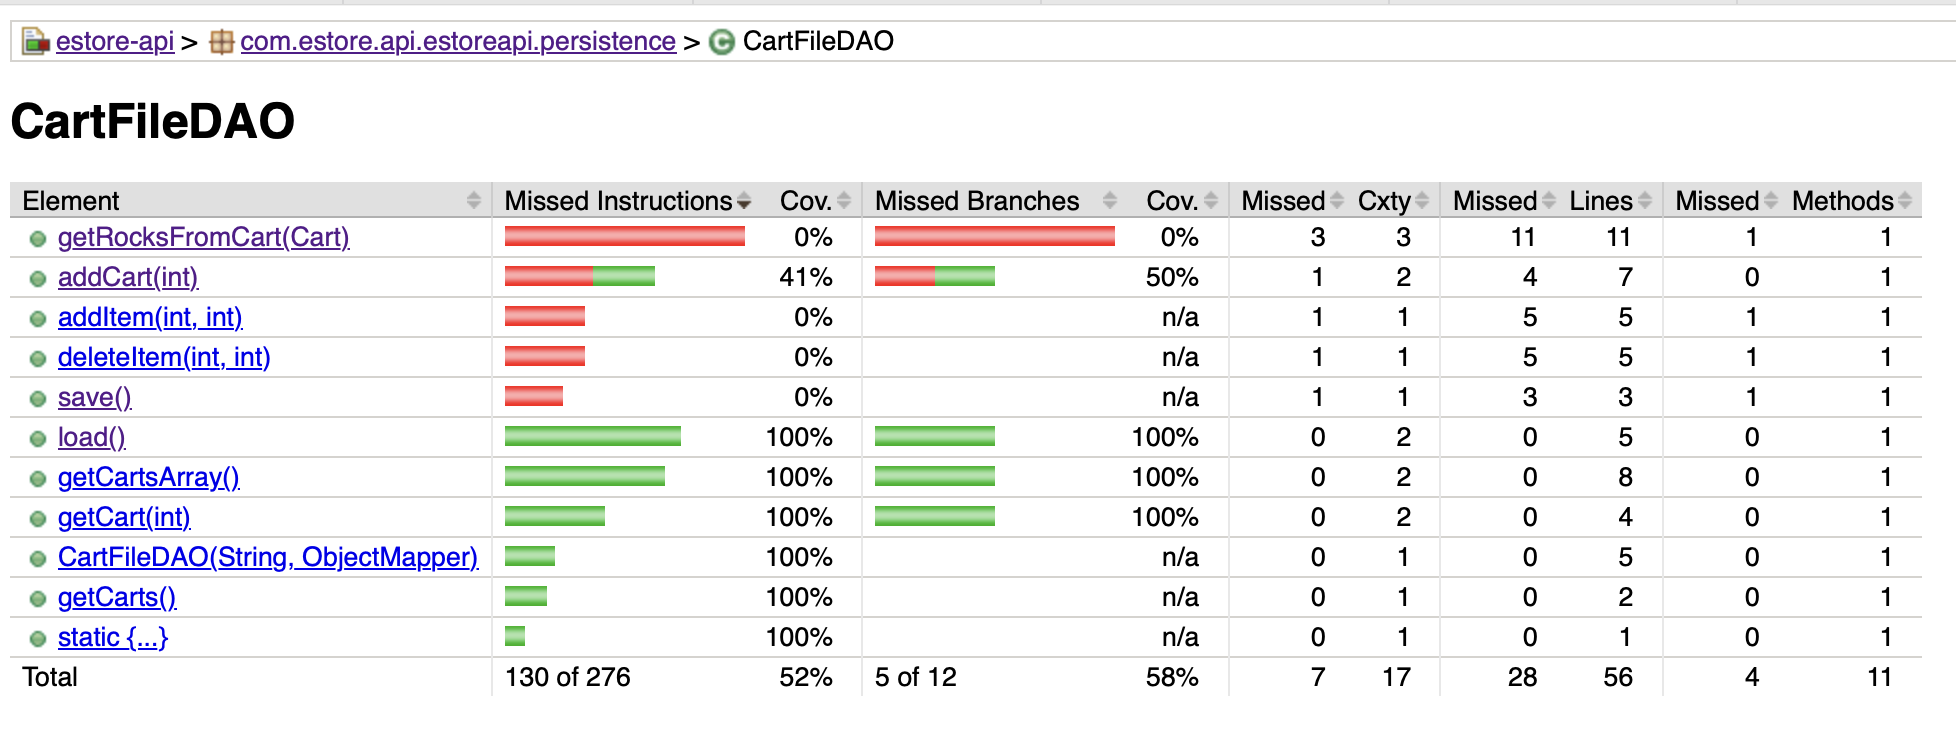 estore-api > com.estore.api.estoreapi.persistence > CartFileDAO
CartFileDAO
Element Missed Instructions Cov. Missed Branches Cov. Missed Cxty Missed Lines Missed Methods
getRocksFromCart(Cart) 0% 0% 3 3 11 11 1 1
addCart(int) 41% 50% 1 2 4 7 0 1
addItem(int, int) 0% n/a 1 1 5 5 1 1
deleteItem(int, int) 0% n/a 1 1 5 5 1 1
save() 0% n/a 1 1 3 3 1 1
load() 100% 100% 0 2 0 5 0 1
getCartsArray() 100% 100% 0 2 0 8 0 1
getCart(int) 100% 100% 0 2 0 4 0 1
CartFileDAO(String, ObjectMapper) 100% n/a 0 1 0 5 0 1
getCarts() 100% n/a 0 1 0 2 0 1
static {...} 100% n/a 0 1 0 1 0 1
Total 130 of 276 52% 5 of 12 58% 7 17 28 56 4 11